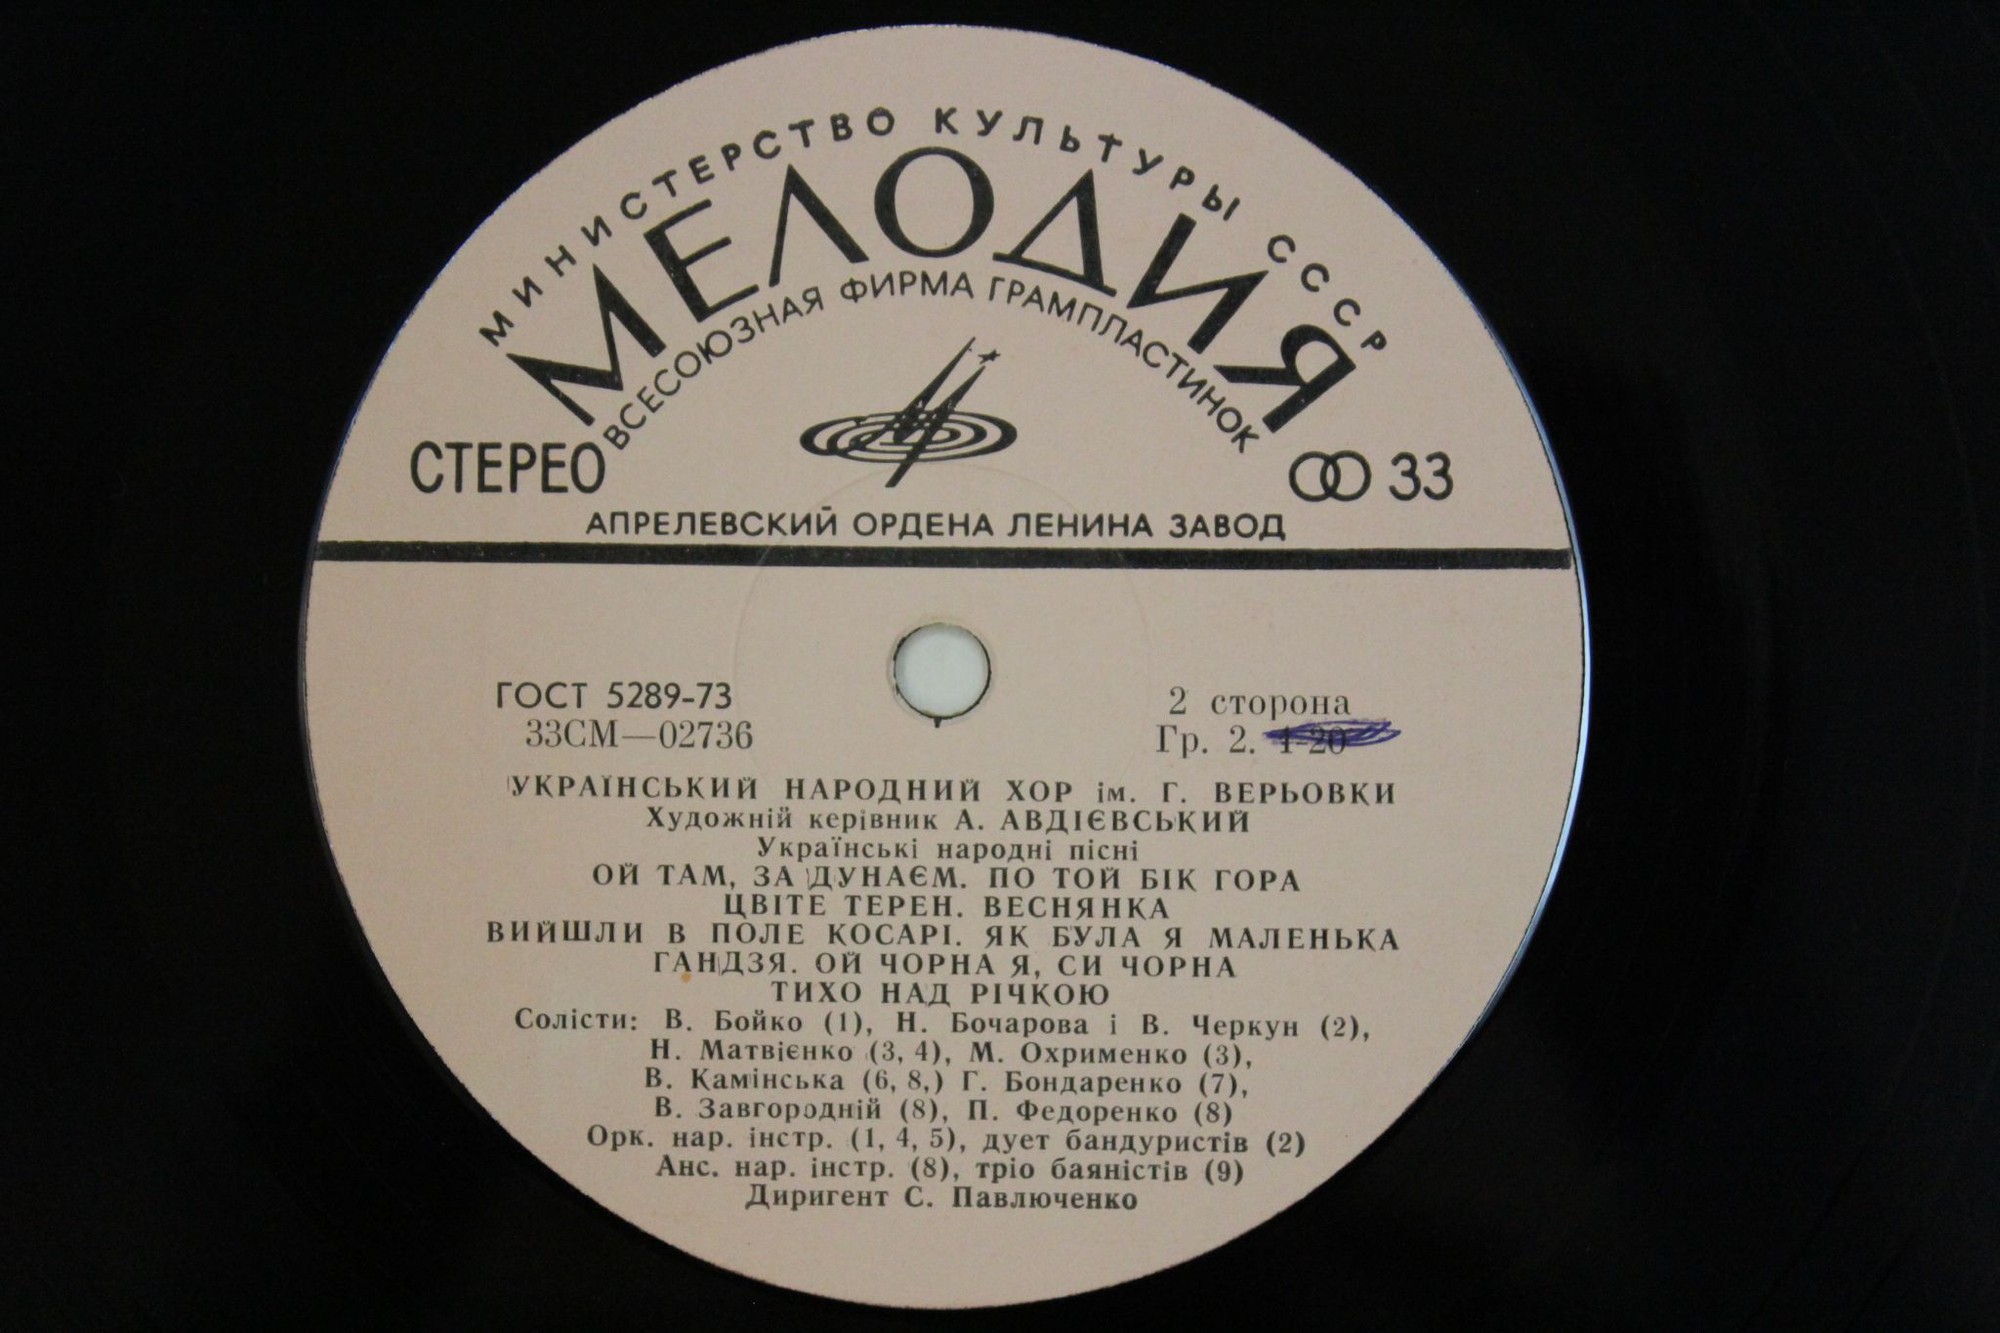 МИНИСТЕРСТВО КУЛЬТУРЫ СССР
МЕЛОДИЯ
ВСЕСОЮЗНАЯ ФИРМА ГРАМПЛАСТИНОК
СТЕРЕО
33
АПРЕЛЕВСКИЙ ОРДЕНА ЛЕНИНА ЗАВОД
ГОСТ 5289-73
2 сторона
33СМ—02736
Гр. 2. 1-20
УКРАЇНСЬКИЙ НАРОДНИЙ ХОР ім. Г. ВЕРЬОВКИ
Художній керівник А. АВДІЄВСЬКИЙ
Українські народні пісні
ОЙ ТАМ, ЗА ДУНАЄМ. ПО ТОЙ БІК ГОРА
ЦВІТЕ ТЕРЕН. ВЕСНЯНКА
ВИЙШЛИ В ПОЛЕ КОСАРІ. ЯК БУЛА Я МАЛЕНЬКА
ГАНДЗЯ. ОЙ ЧОРНА Я, СИ ЧОРНА
ТИХО НАД РІЧКОЮ
Солісти: В. Бойко (1), Н. Бочарова і В. Черкун (2),
Н. Матвієнко (3, 4), М. Охрименко (3),
В. Камінська (6, 8,) Г. Бондаренко (7),
В. Завгородній (8), П. Федоренко (8)
Орк. нар. інстр. (1, 4, 5), дует бандуристів (2)
Анс. нар. інстр. (8), тріо баяністів (9)
Диригент С. Павлюченко